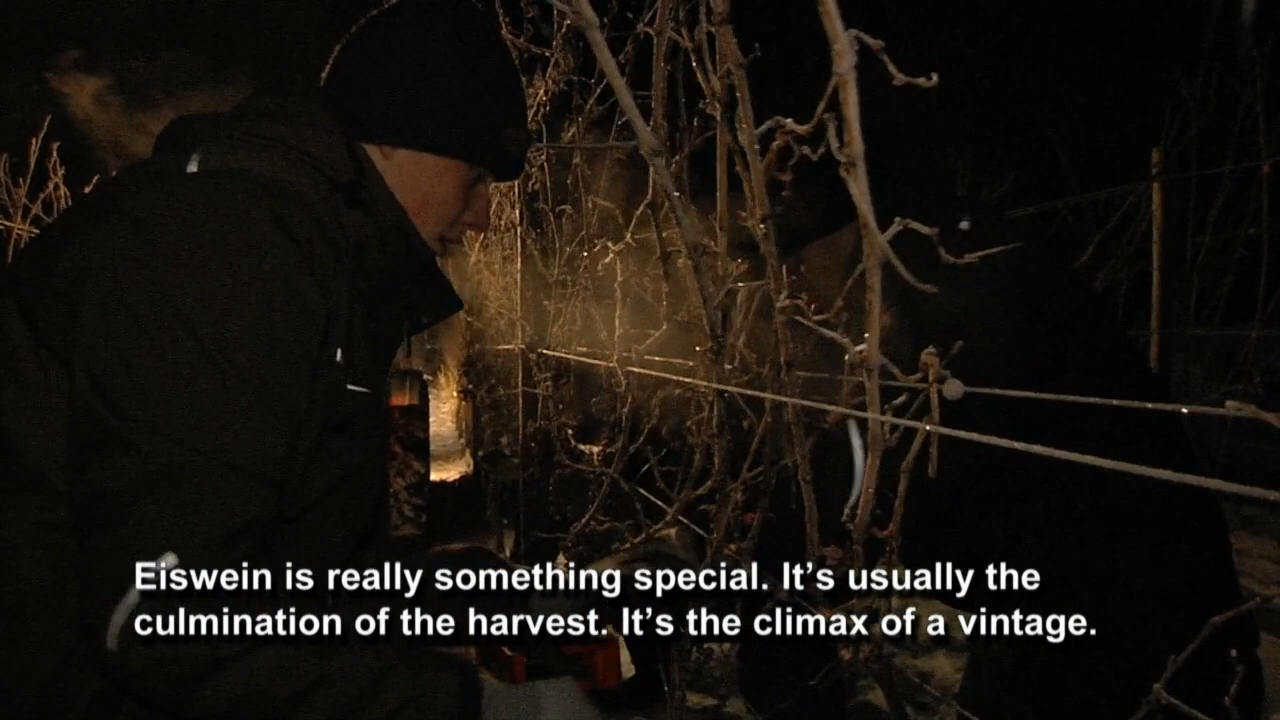 Eiswein is really something special. It's usually the
culmination of the harvest. It's the climax of a vintage.